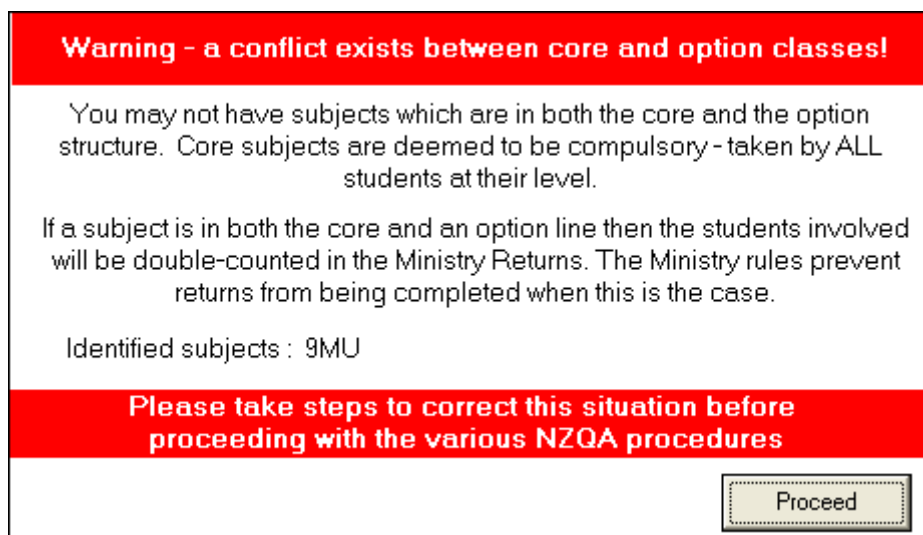 Warning - a conflict exists between core and option classes!
You may not have subjects which are in both the core and the option
structure. Core subjects are deemed to be compulsory - taken by ALL
students at their level.
If a subject is in both the core and an option line then the students involved
will be double-counted in the Ministry Returns. The Ministry rules prevent
returns from being completed when this is the case.
Identified subjects : 9MU
Please take steps to correct this situation before
proceeding with the various NZQA procedures
Proceed